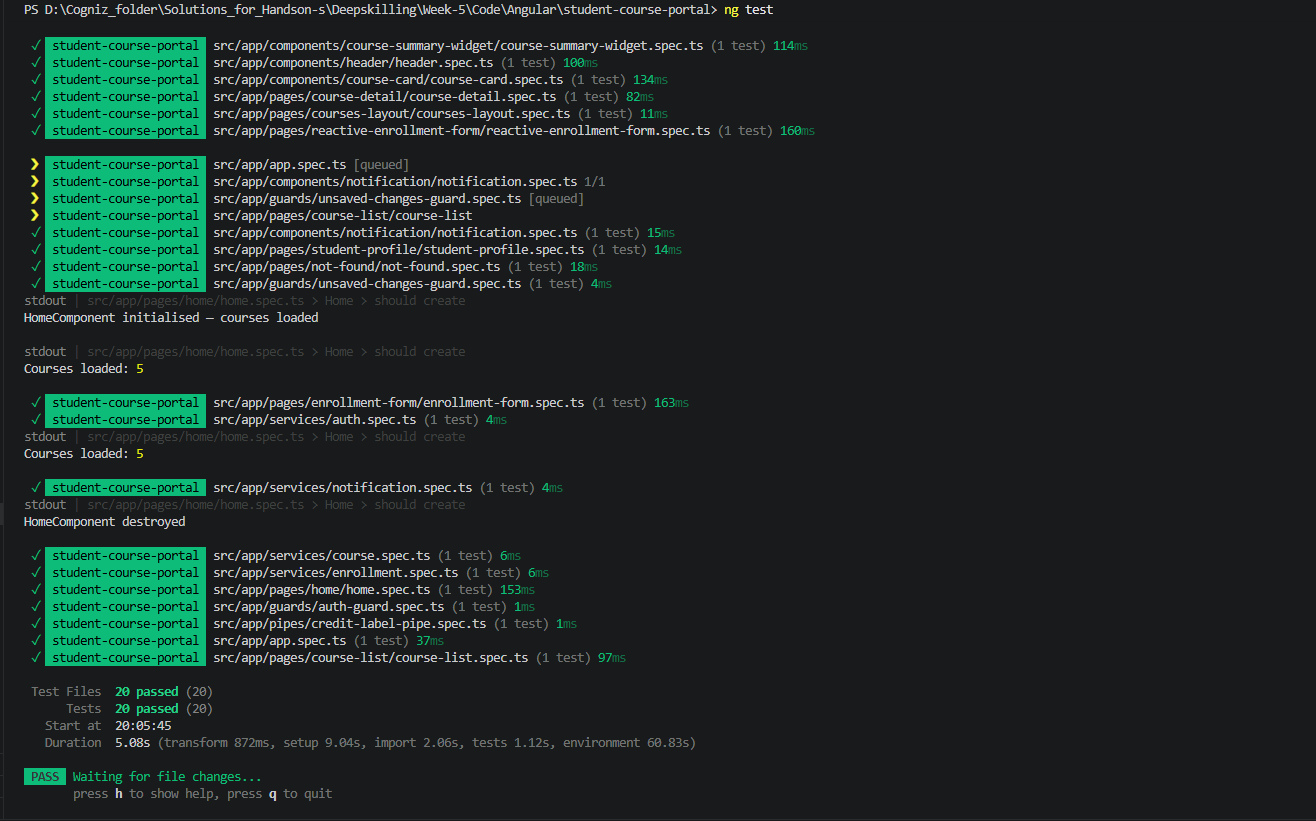 PS D:\Cogniz_folder\Solutions_for_Handson-s\Deepskilling\Week-5\Code\Angular\student-course-portal> ng test
✓ student-course-portal src/app/components/course-summary-widget/course-summary-widget.spec.ts (1 test) 114ms
✓ student-course-portal src/app/components/header/header.spec.ts (1 test) 100ms
✓ student-course-portal src/app/components/course-card/course-card.spec.ts (1 test) 134ms
✓ student-course-portal src/app/pages/course-detail/course-detail.spec.ts (1 test) 82ms
✓ student-course-portal src/app/pages/courses-layout/courses-layout.spec.ts (1 test) 11ms
✓ student-course-portal src/app/pages/reactive-enrollment-form/reactive-enrollment-form.spec.ts (1 test) 160ms
❯ student-course-portal src/app/app.spec.ts [queued]
❯ student-course-portal src/app/components/notification/notification.spec.ts 1/1
❯ student-course-portal src/app/guards/unsaved-changes-guard.spec.ts [queued]
❯ student-course-portal src/app/pages/course-list/course-list
✓ student-course-portal src/app/components/notification/notification.spec.ts (1 test) 15ms
✓ student-course-portal src/app/pages/student-profile/student-profile.spec.ts (1 test) 14ms
✓ student-course-portal src/app/pages/not-found/not-found.spec.ts (1 test) 18ms
✓ student-course-portal src/app/guards/unsaved-changes-guard.spec.ts (1 test) 4ms
stdout | src/app/pages/home/home.spec.ts > Home > should create
HomeComponent initialised — courses loaded
stdout | src/app/pages/home/home.spec.ts > Home > should create
Courses loaded: 5
✓ student-course-portal src/app/pages/enrollment-form/enrollment-form.spec.ts (1 test) 163ms
✓ student-course-portal src/app/services/auth.spec.ts (1 test) 4ms
stdout | src/app/pages/home/home.spec.ts > Home > should create
Courses loaded: 5
✓ student-course-portal src/app/services/notification.spec.ts (1 test) 4ms
stdout | src/app/pages/home/home.spec.ts > Home > should create
HomeComponent destroyed
✓ student-course-portal src/app/services/course.spec.ts (1 test) 6ms
✓ student-course-portal src/app/services/enrollment.spec.ts (1 test) 6ms
✓ student-course-portal src/app/pages/home/home.spec.ts (1 test) 153ms
✓ student-course-portal src/app/guards/auth-guard.spec.ts (1 test) 1ms
✓ student-course-portal src/app/pipes/credit-label-pipe.spec.ts (1 test) 1ms
✓ student-course-portal src/app/app.spec.ts (1 test) 37ms
✓ student-course-portal src/app/pages/course-list/course-list.spec.ts (1 test) 97ms
Test Files 20 passed (20)
Tests 20 passed (20)
Start at 20:05:45
Duration 5.08s (transform 872ms, setup 9.04s, import 2.06s, tests 1.12s, environment 60.83s)
PASS Waiting for file changes...
press h to show help, press q to quit